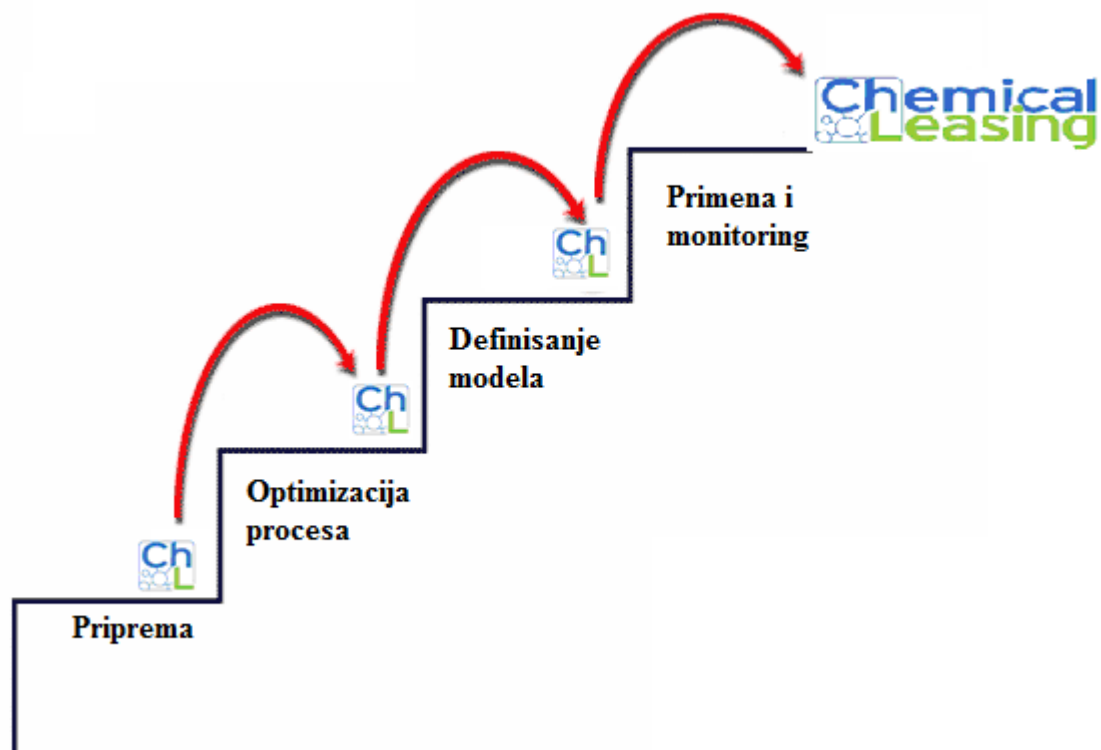 Chemical
Leasing
Primena i
monitoring
Ch
L
Definisanje
modela
Ch
L
Optimizacija
procesa
Ch
L
Priprema